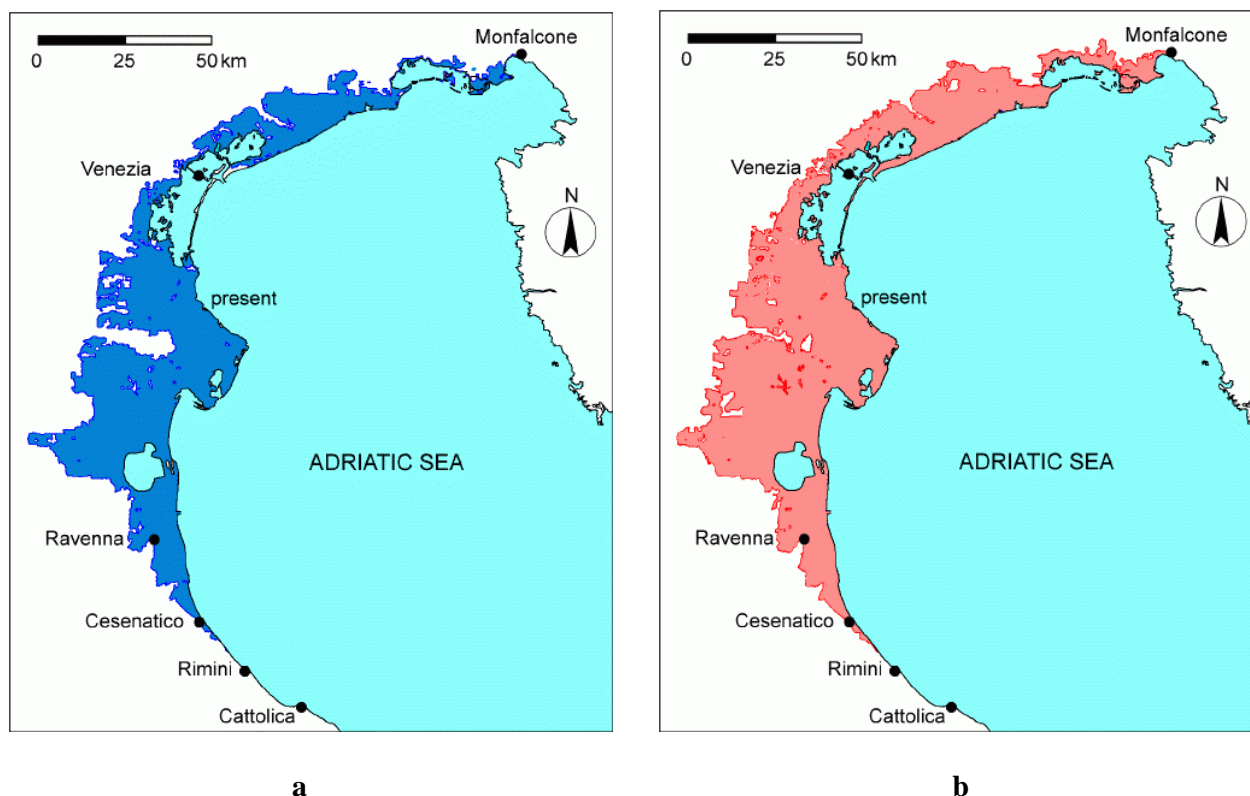 Monfalcone
0 25 50 km
Venezia
N
present
ADRIATIC SEA
Ravenna
Cesenatico
Rimini
Cattolica
a
Monfalcone
0 25 50 km
Venezia
N
present
ADRIATIC SEA
Ravenna
Cesenatico
Rimini
Cattolica
b